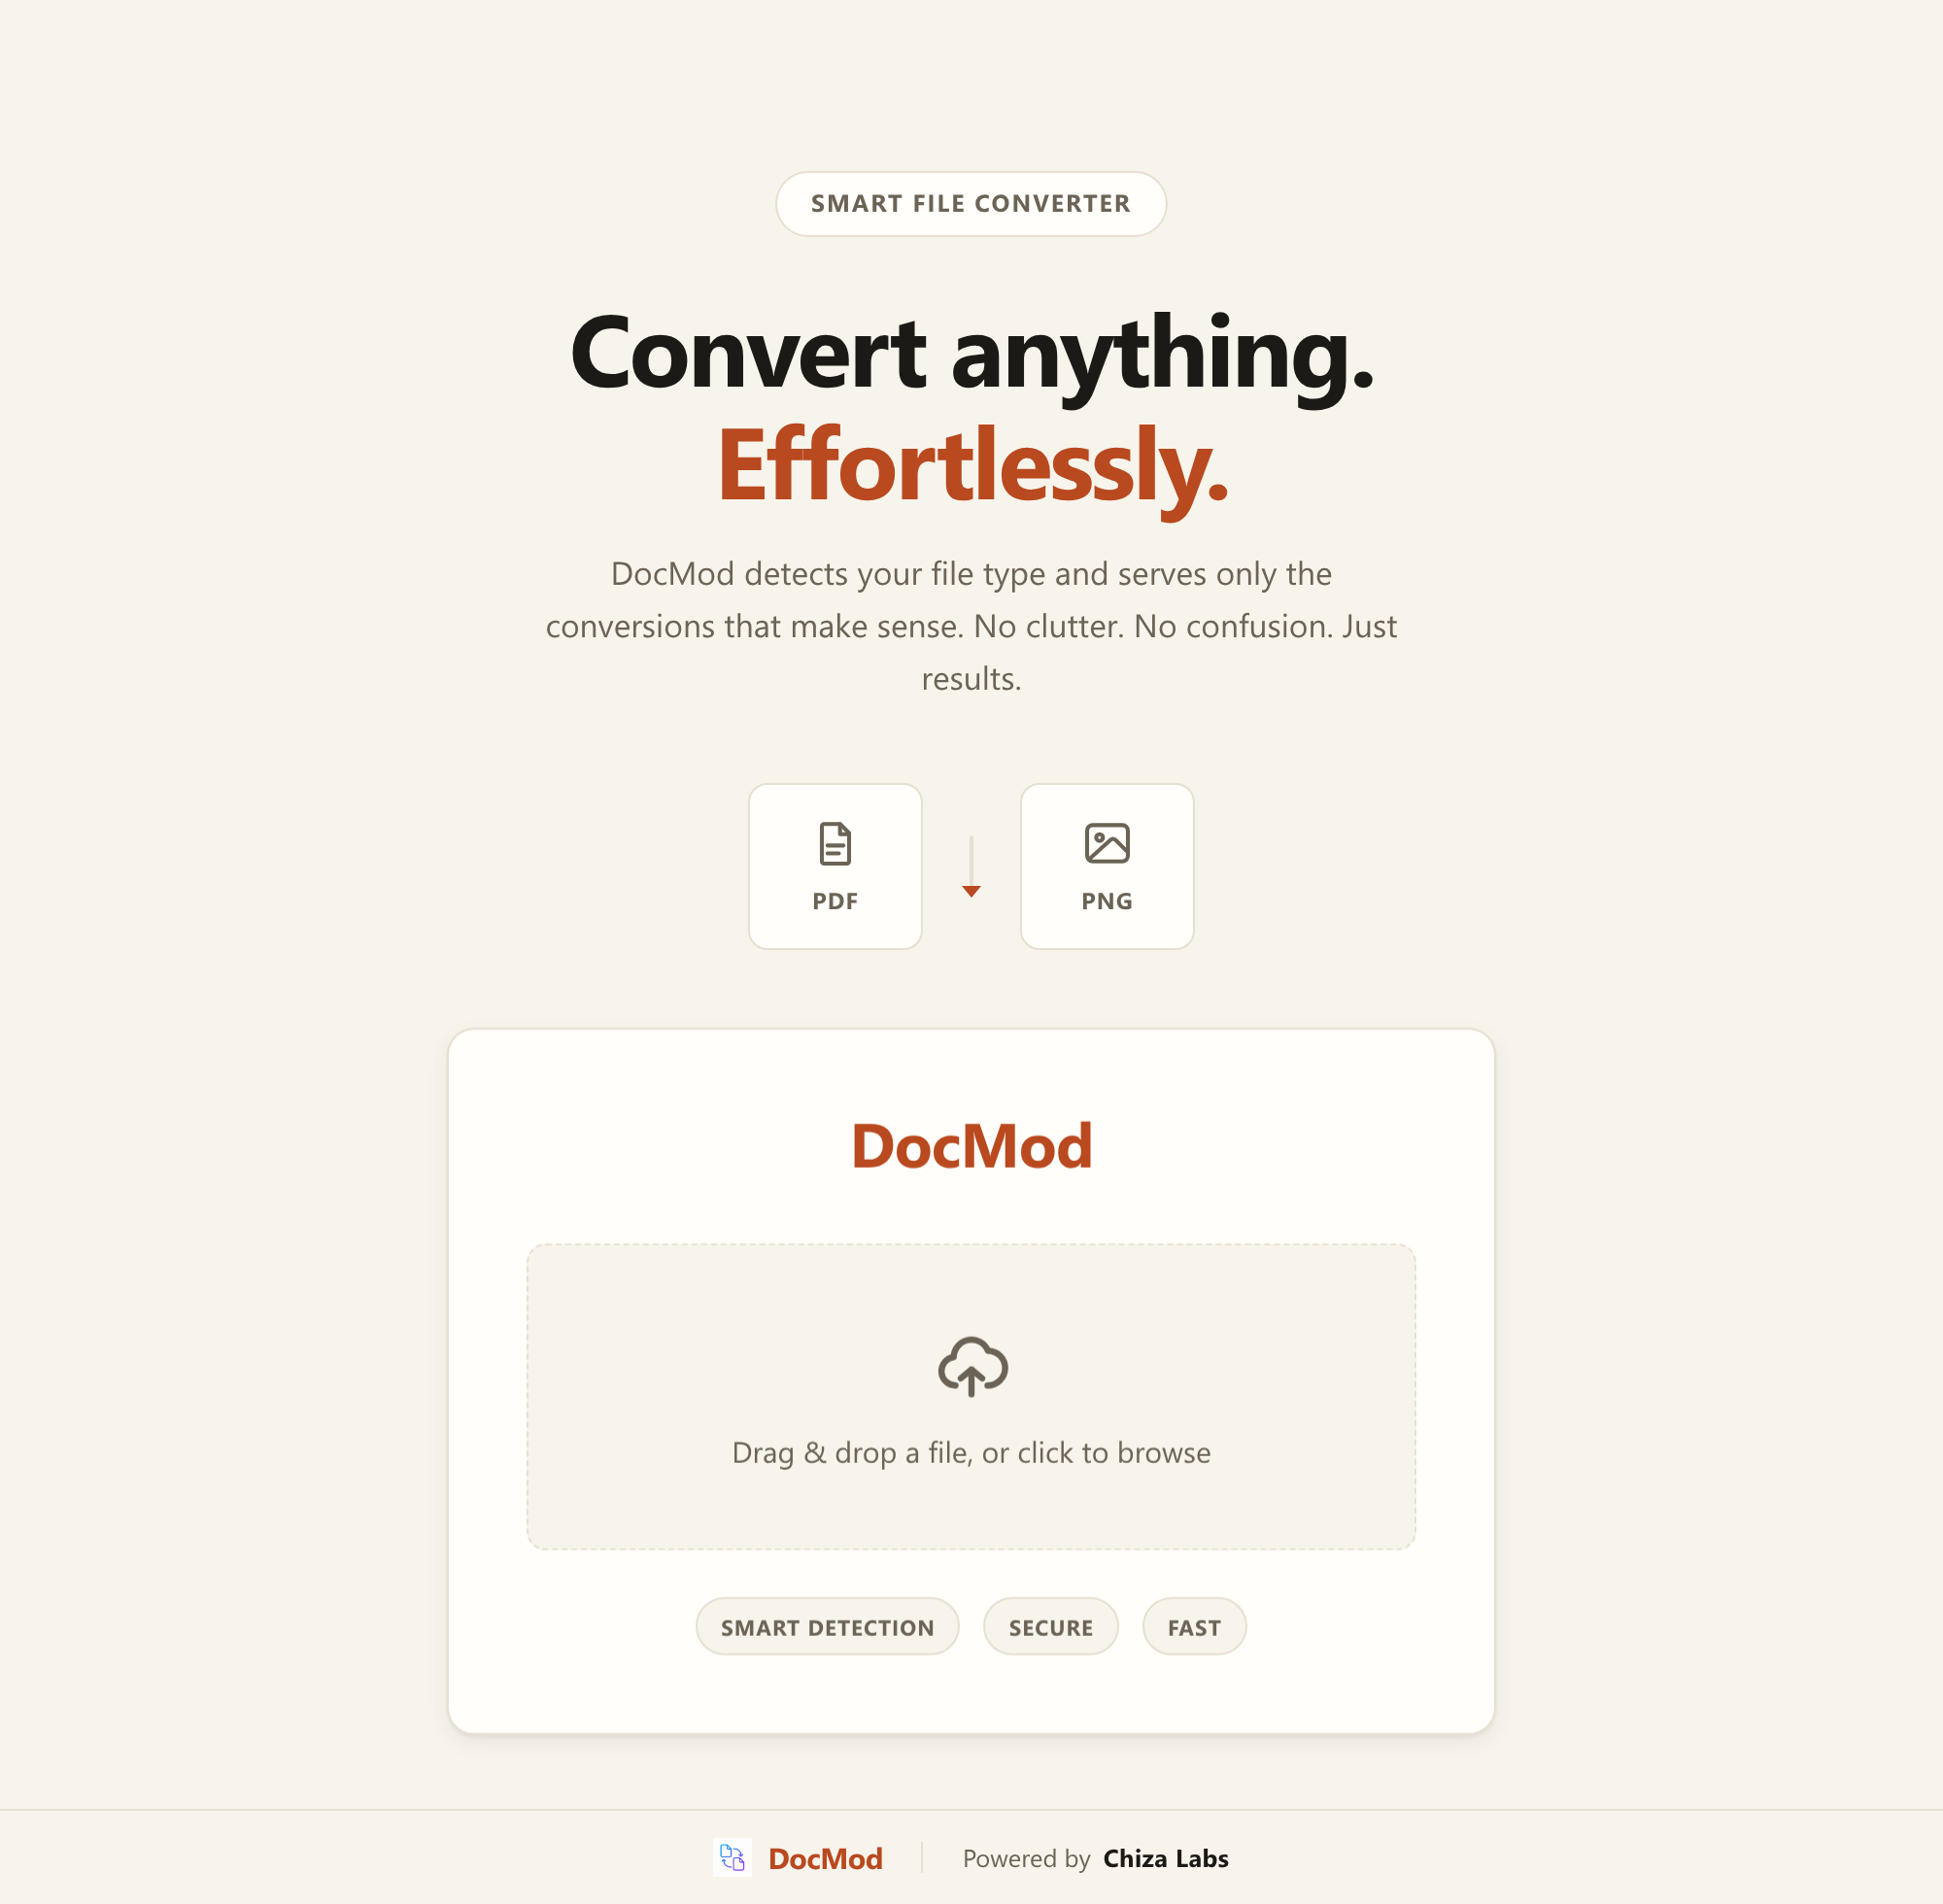 SMART FILE CONVERTER
Convert anything.
Effortlessly.
DocMod detects your file type and serves only the
conversions that make sense. No clutter. No confusion. Just
results.
PDF
PNG
DocMod
Drag & drop a file, or click to browse
SMART DETECTION
SECURE
FAST
DocMod
Powered by Chiza Labs